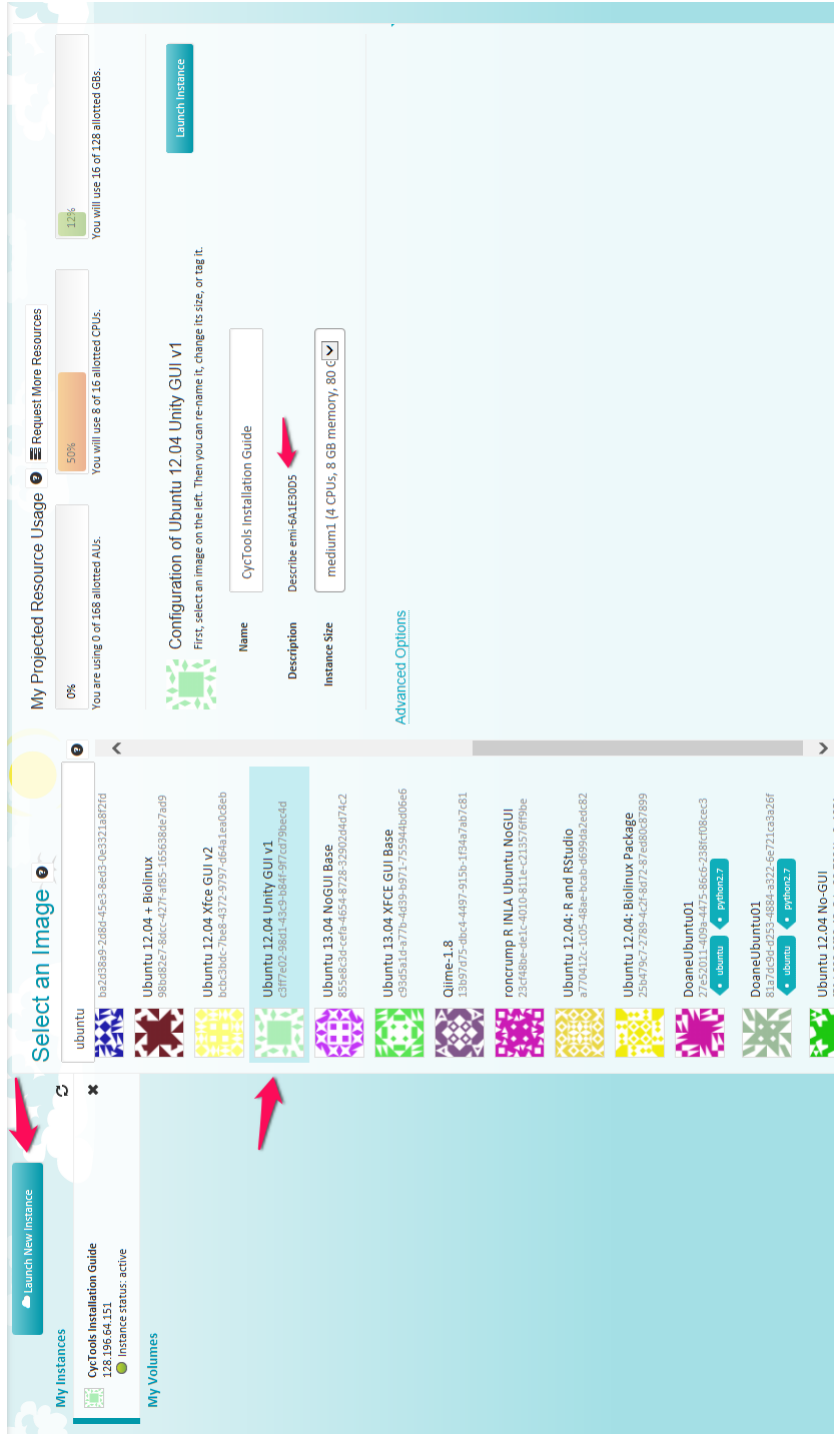 Launch New Instance
My Instances
CycTools Installation Guide
128.196.64.151
Instance status: active
My Volumes
Select an Image ?
ubuntu
?
ba2d38a9-2d8d-45e3-8ed3-0e3321a8f2fd
Ubuntu 12.04 + Biolinux
98bd82e7-8dcc-427f-af85-165638de7ad9
Ubuntu 12.04 Xfce GUI v2
bcbc3bdc-7be8-4372-9797-d64a1ea0c8eb
Ubuntu 12.04 Unity GUI v1
c3ff7e02-98d1-43c9-b84f-9f7cd79bec4d
Ubuntu 13.04 NoGUI Base
855e8c3d-cefa-4654-8728-32902d4d74c2
Ubuntu 13.04 XFCE GUI Base
c93d5a1d-a77b-4d39-b971-755944bd06e6
Qiime-1.8
13b97d75-dbc4-4497-915b-1f34a7ab7c81
roncrump R INLA Ubuntu NoGUI
23cf48be-de1c-4010-811e-c213576ff9be
Ubuntu 12.04: R and RStudio
a770412c-1c05-48ae-bcab-d699da2edc82
Ubuntu 12.04: Biolinux Package
25b479c7-2789-4c2f-8d72-87ed80c87899
DoaneUbuntu01
27e52011-409a-4475-86c6-238fcf08cec3
ubuntu python2.7
DoaneUbuntu01
81a7dc9d-d253-4884-a322-6e721ca3a26f
ubuntu python2.7
Ubuntu 12.04 No-GUI
My Projected Resource Usage ? Request More Resources
0%
You are using 0 of 168 allotted AUs.
50%
You will use 8 of 16 allotted CPUs.
12%
You will use 16 of 128 allotted GBs.
Configuration of Ubuntu 12.04 Unity GUI v1
First, select an image on the left. Then you can re-name it, change its size, or tag it.
Launch Instance
Name CycTools Installation Guide
Description Describe emi-6A1E30D5
Instance Size medium1 (4 CPUs, 8 GB memory, 80 G
Advanced Options